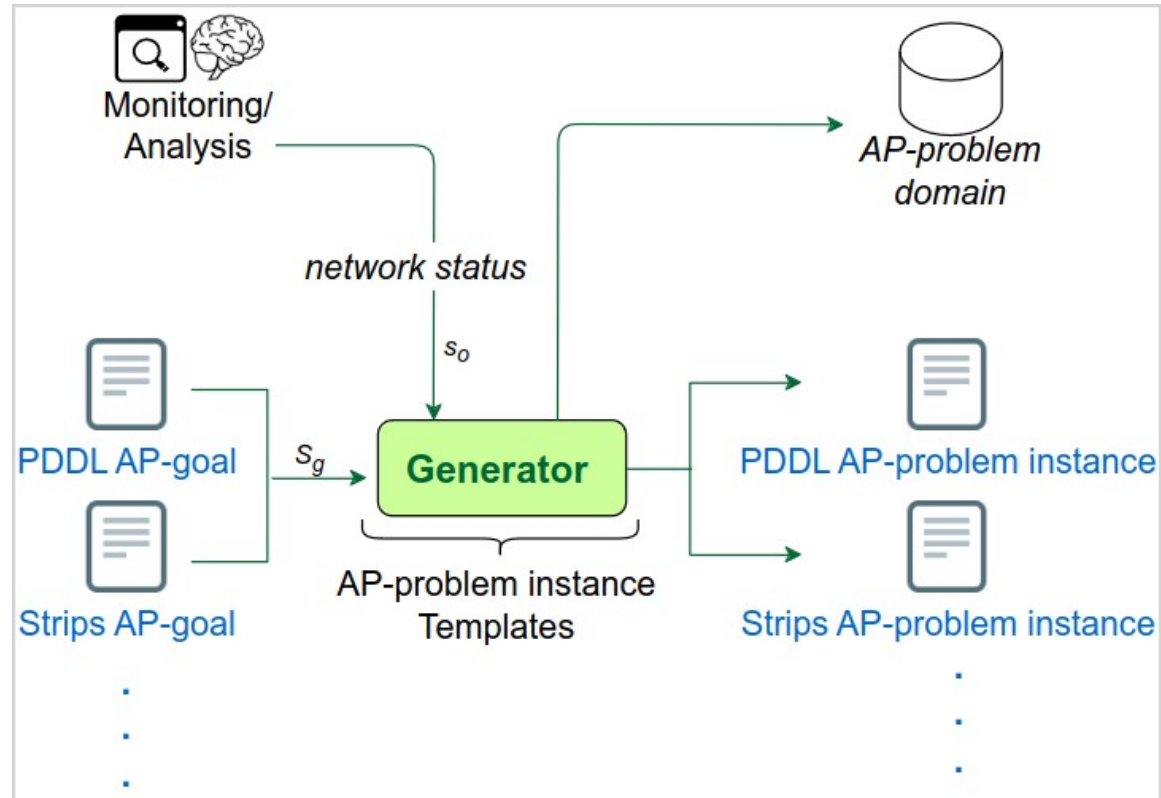 Monitoring/
Analysis
AP-problem
domain
network status
s₀
PDDL AP-goal
S_g
Generator
PDDL AP-problem instance
AP-problem instance
Templates
Strips AP-goal
Strips AP-problem instance